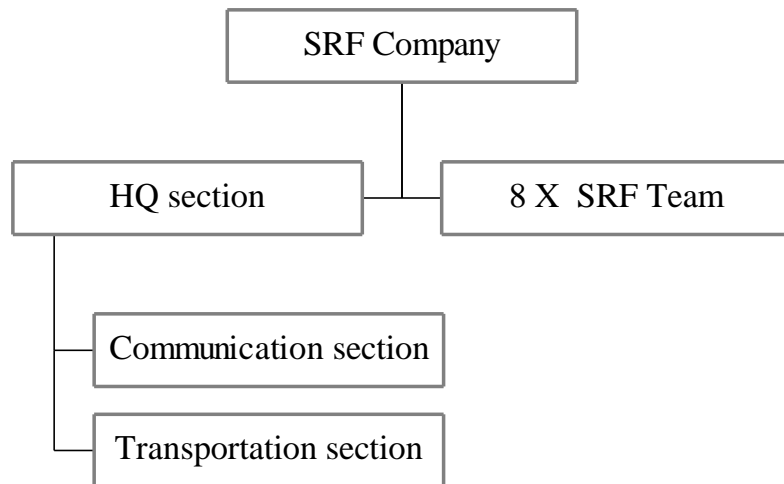 SRF Company
HQ section
8 X SRF Team
Communication section
Transportation section